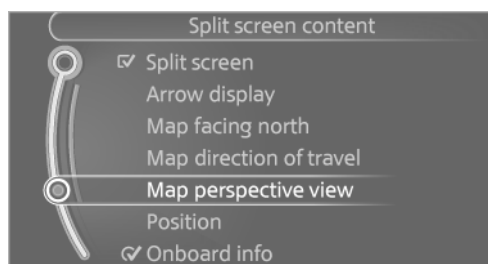 Split screen content
Split screen
Arrow display
Map facing north
Map direction of travel
Map perspective view
Position
Onboard info